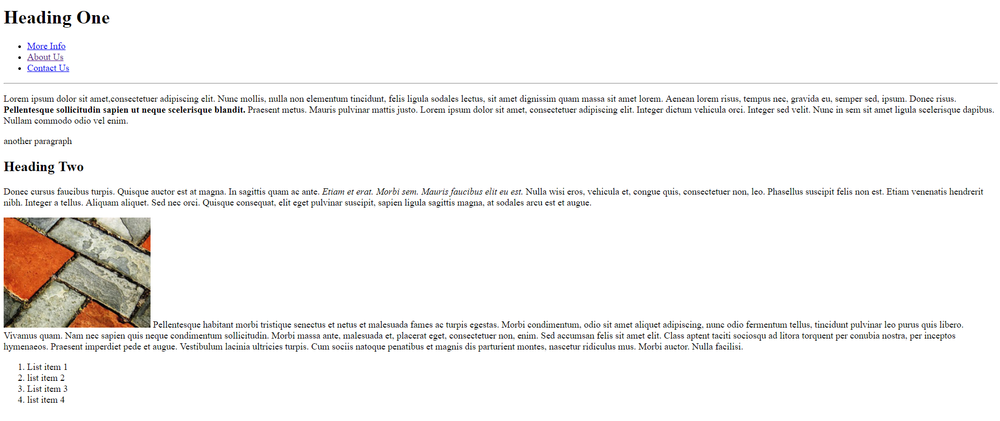 Heading One
More Info
About Us
Contact Us
Lorem ipsum dolor sit amet,consectetuer adipiscing elit. Nunc mollis, nulla non elementum tincidunt, felis ligula sodales lectus, sit amet dignissim quam massa sit amet lorem. Aenean lorem risus, tempus nec, gravida eu, semper sed, ipsum. Donec risus.
Pellentesque sollicitudin sapien ut neque scelerisque blandit. Praesent metus. Mauris pulvinar mattis justo. Lorem ipsum dolor sit amet, consectetuer adipiscing elit. Integer dictum vehicula orci. Integer sed velit. Nunc in sem sit amet ligula scelerisque dapibus.
Nullam commodo odio vel enim.
another paragraph
Heading Two
Donec cursus faucibus turpis. Quisque auctor est at magna. In sagittis quam ac ante. Etiam et erat. Morbi sem. Mauris faucibus elit eu est. Nulla wisi eros, vehicula et, congue quis, consectetuer non, leo. Phasellus suscipit felis non est. Etiam venenatis hendrerit
nibh. Integer a tellus. Aliquam aliquet. Sed nec orci. Quisque consequat, elit eget pulvinar suscipit, sapien ligula sagittis magna, at sodales arcu est et augue.
Pellentesque habitant morbi tristique senectus et netus et malesuada fames ac turpis egestas. Morbi condimentum, odio sit amet aliquet adipiscing, nunc odio fermentum tellus, tincidunt pulvinar leo purus quis libero.
Vivamus quam. Nam nec sapien quis neque condimentum sollicitudin. Morbi massa ante, malesuada et, placerat eget, consectetuer non, enim. Sed accumsan felis sit amet elit. Class aptent taciti sociosqu ad litora torquent per conubia nostra, per inceptos
hymenaeos. Praesent imperdiet pede et augue. Vestibulum lacinia ultricies turpis. Cum sociis natoque penatibus et magnis dis parturient montes, nascetur ridiculus mus. Morbi auctor. Nulla facilisi.
1. List item 1
2. list item 2
3. List item 3
4. list item 4